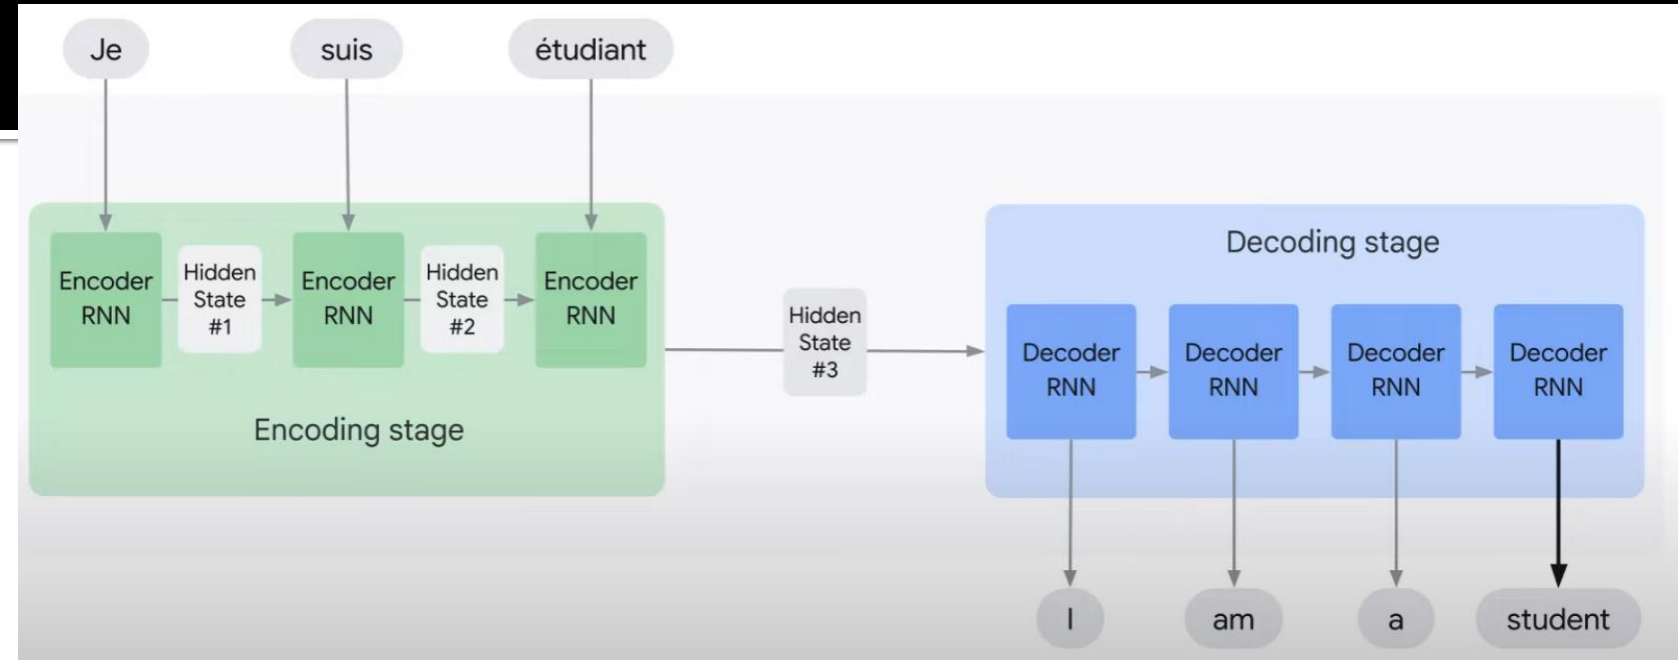 Je
suis
étudiant
Encoder
RNN
Hidden
State
#1
Encoder
RNN
Hidden
State
#2
Encoder
RNN
Encoding stage
Hidden
State
#3
Decoding stage
Decoder
RNN
Decoder
RNN
Decoder
RNN
Decoder
RNN
I
am
a
student